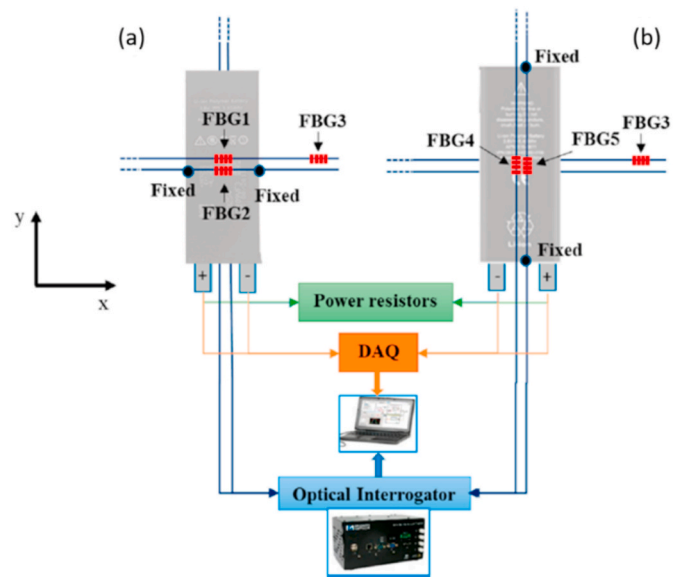 (a)
(b)
Fixed
FBG1
FBG3
FBG4
FBG5
FBG3
Fixed
Fixed
FBG2
y
x
Fixed
+
-
-
+
Power resistors
DAQ
Optical Interrogator